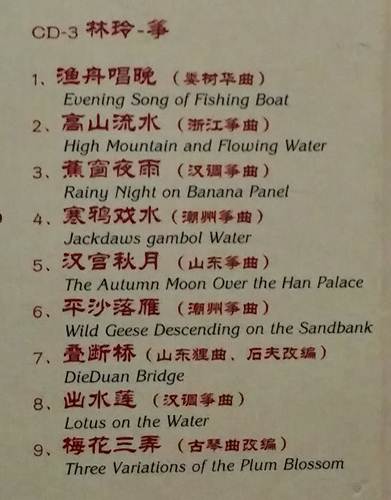 CD-3 林玲-筝
1、渔舟唱晚（娄树华曲）
Evening Song of Fishing Boat
2、高山流水（浙江筝曲）
High Mountain and Flowing Water
3、蕉窗夜雨（汉调筝曲）
Rainy Night on Banana Panel
4、寒鸦戏水（潮州筝曲）
Jackdaws gambol Water
5、汉宫秋月（山东筝曲）
The Autumn Moon Over the Han Palace
6、平沙落雁（潮州筝曲）
Wild Geese Descending on the Sandbank
7、叠断桥（山东俚曲、石夫改编）
DieDuan Bridge
8、出水莲（汉调筝曲）
Lotus on the Water
9、梅花三弄（古琴曲改编）
Three Variations of the Plum Blossom